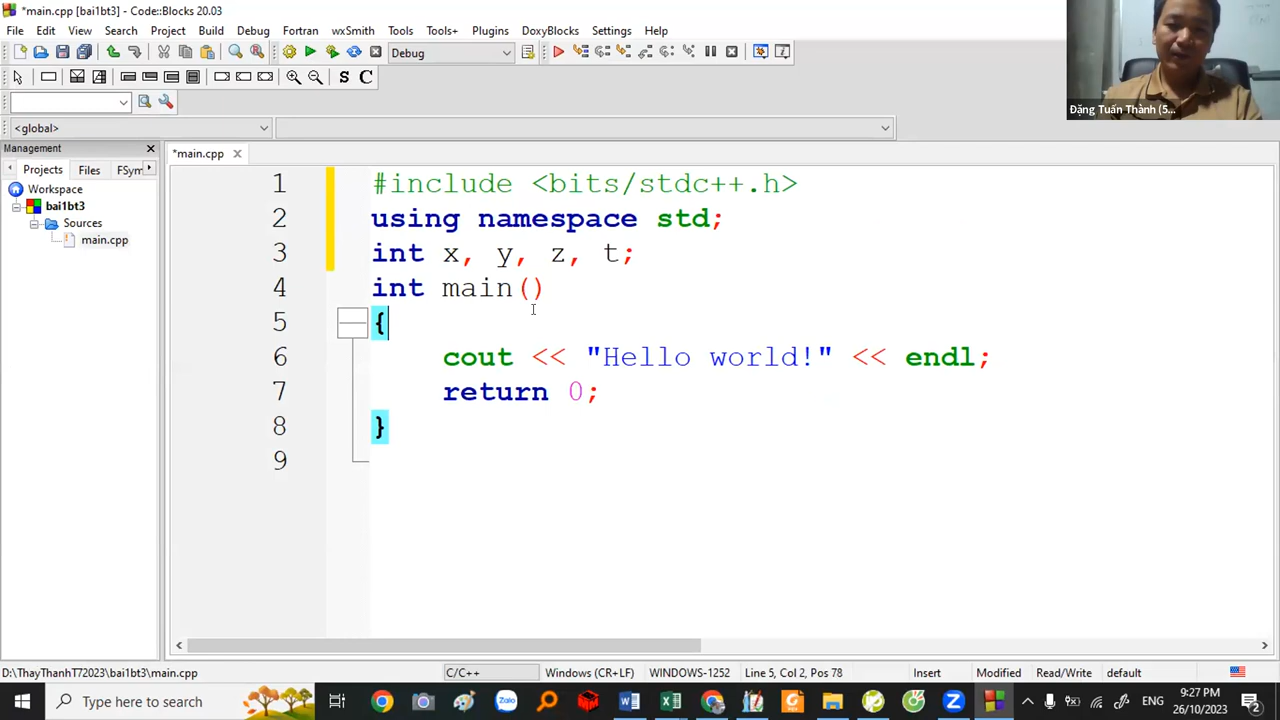 *main.cpp [bai1bt3] - Code::Blocks 20.03
File Edit View Search Project Build Debug Fortran wxSmith Tools Tools+ Plugins DoxyBlocks Settings Help
Debug
S C
<global>
Management
*main.cpp
Projects Files FSym
Workspace
bai1bt3
Sources
main.cpp
1 #include <bits/stdc++.h>
2 using namespace std;
3 int x, y, z, t;
4 int main()
5 {
6 cout << "Hello world!" << endl;
7 return 0;
8 }
9
Đặng Tuấn Thành (5...
D:\ThayThanhT72023\bai1bt3\main.cpp C/C++ Windows (CR+LF) WINDOWS-1252 Line 5, Col 2, Pos 78 Insert Modified Read/Write default
Type here to search
ENG
9:27 PM
26/10/2023
2